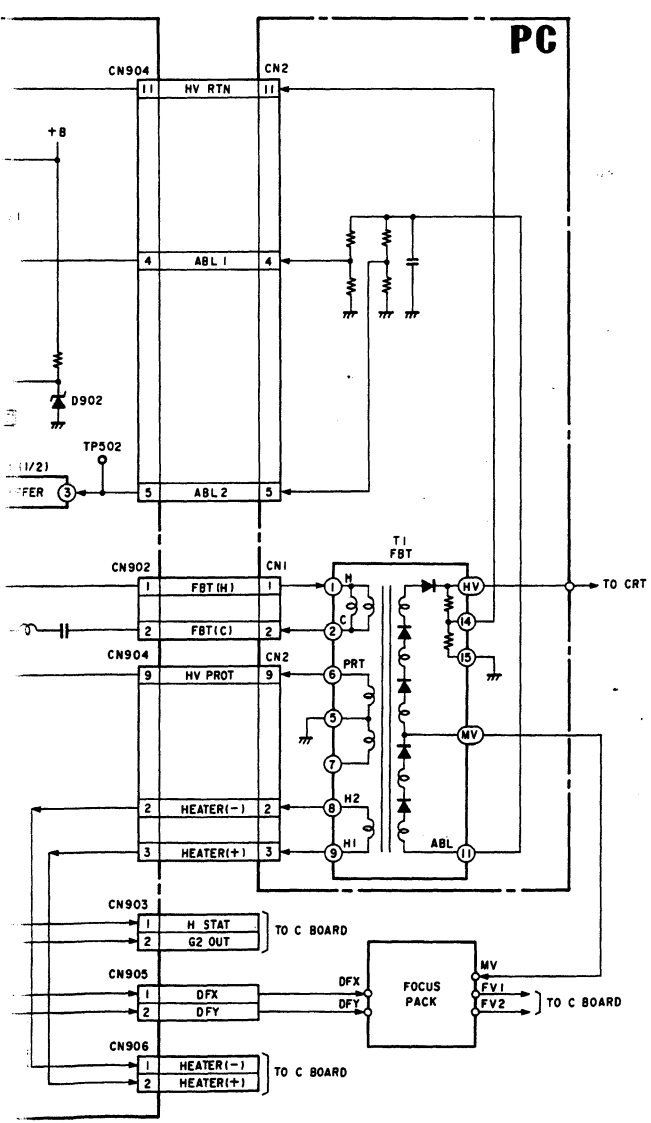 PC
CN904 CN2
11 HV RTN 11
+B
4 ABL 1 4
D902
TP502
(1/2)
3
5 ABL 2 5
T1
FBT
CN902 CN1
1 FBT(H) 1
1 H
HV
TO CRT
2 FBT(C) 2
2 C
14
CN904 CN2
15
9 HV PROT 9
6 PRT
5
MV
7
2 HEATER(-) 2
8 H2
3 HEATER(+) 3
9 H1
ABL 11
CN903
1 H STAT
2 G2 OUT
TO C BOARD
CN905
1 DFX
2 DFY
DFX
DFY
FOCUS
PACK
MV
FV1
FV2
TO C BOARD
CN906
1 HEATER(-)
2 HEATER(+)
TO C BOARD